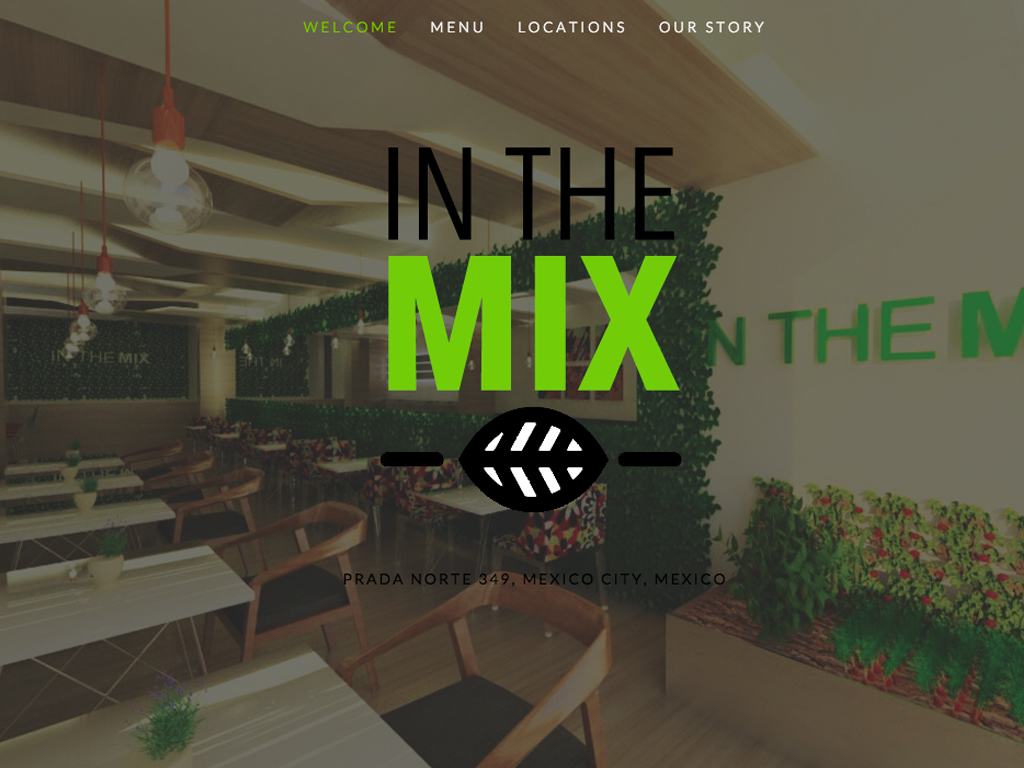 WELCOME MENU LOCATIONS OUR STORY
IN THE
MIX
N THE M
IN THE MIX
PRADA NORTE 349, MEXICO CITY, MEXICO